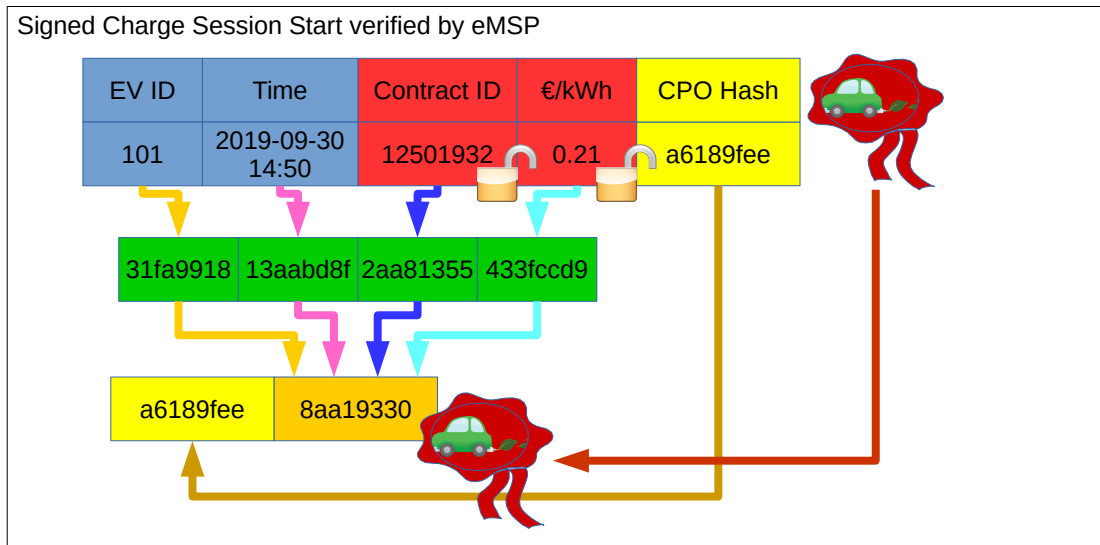 Signed Charge Session Start verified by eMSP
EV ID Time Contract ID €/kWh CPO Hash
101 2019-09-30 14:50 12501932 0.21 a6189fee
31fa9918 13aabd8f 2aa81355 433fccd9
a6189fee 8aa19330